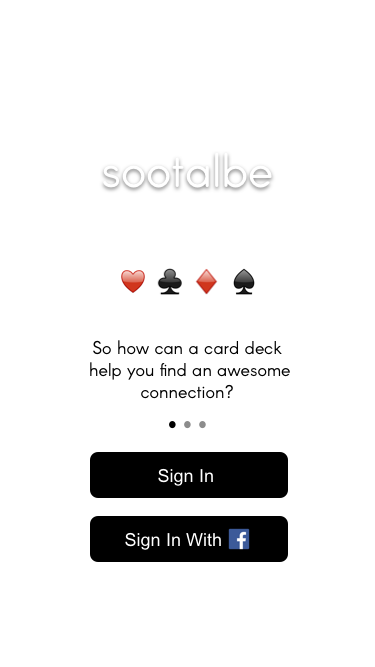 sootalbe
So how can a card deck
help you find an awesome
connection?
Sign In
Sign In With